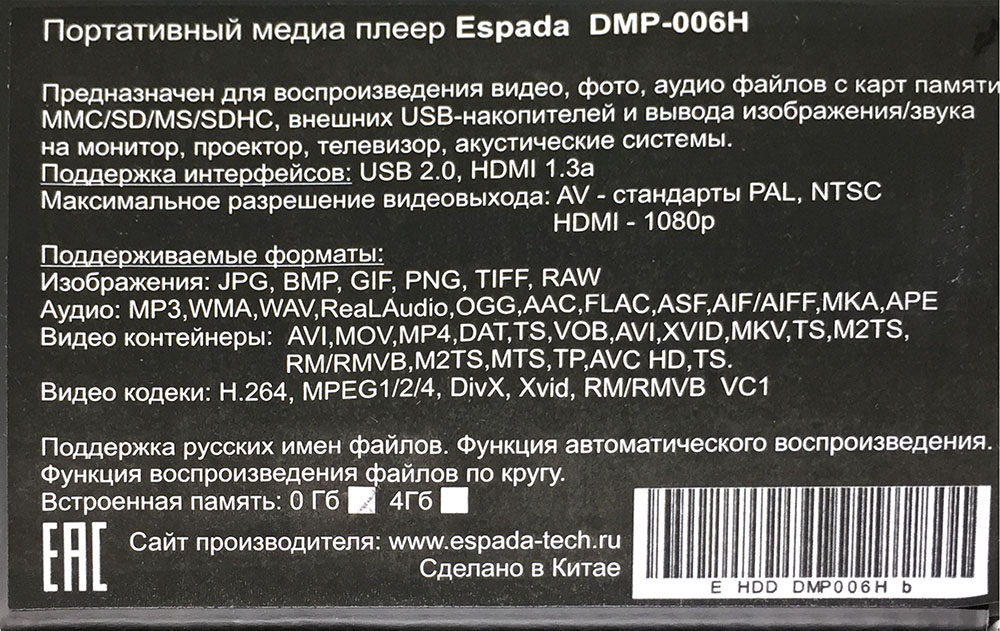 Портативный медиа плеер Espada DMP-006H
Предназначен для воспроизведения видео, фото, аудио файлов с карт памяти
MMC/SD/MS/SDHC, внешних USB-накопителей и вывода изображения/звука
на монитор, проектор, телевизор, акустические системы.
Поддержка интерфейсов: USB 2.0, HDMI 1.3a
Максимальное разрешение видеовыхода: AV - стандарты PAL, NTSC
HDMI - 1080p
Поддерживаемые форматы:
Изображения: JPG, BMP, GIF, PNG, TIFF, RAW
Аудио: MP3,WMA,WAV,ReaLAudio,OGG,AAC,FLAC,ASF,AIF/AIFF,MKA,APE
Видео контейнеры: AVI,MOV,MP4,DAT,TS,VOB,AVI,XVID,MKV,TS,M2TS,
RM/RMVB,M2TS,MTS,TP,AVC HD,TS.
Видео кодеки: H.264, MPEG1/2/4, DivX, Xvid, RM/RMVB VC1
Поддержка русских имен файлов. Функция автоматического воспроизведения.
Функция воспроизведения файлов по кругу.
Встроенная память: 0 Гб 4Гб
EAC
Сайт производителя: www.espada-tech.ru
Сделано в Китае
E HDD DMP006H b